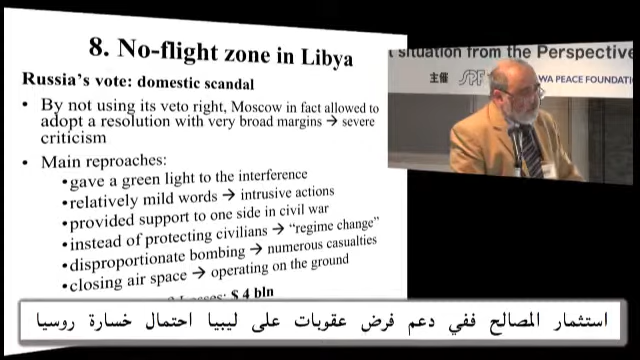 8. No-flight zone in Libya
Russia's vote: domestic scandal
• By not using its veto right, Moscow in fact allowed to
adopt a resolution with very broad margins → severe
criticism
• Main reproaches:
•gave a green light to the interference
•relatively mild words → intrusive actions
•provided support to one side in civil war
•instead of protecting civilians → “regime change”
•disproportionate bombing → numerous casualties
•closing air space → operating on the ground
$ 4 bln
situation from the Perspective
主催 SPF WA PEACE FOUNDATIO
استثمار المصالح ففي دعم فرض عقوبات على ليبيا احتمال خسارة روسيا